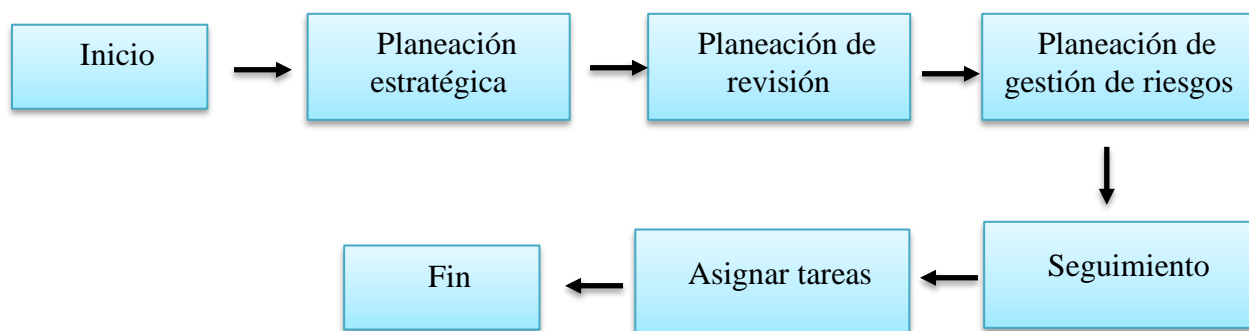 Inicio
Planeación
estratégica
Planeación de
revisión
Planeación de
gestión de riesgos
Seguimiento
Asignar tareas
Fin